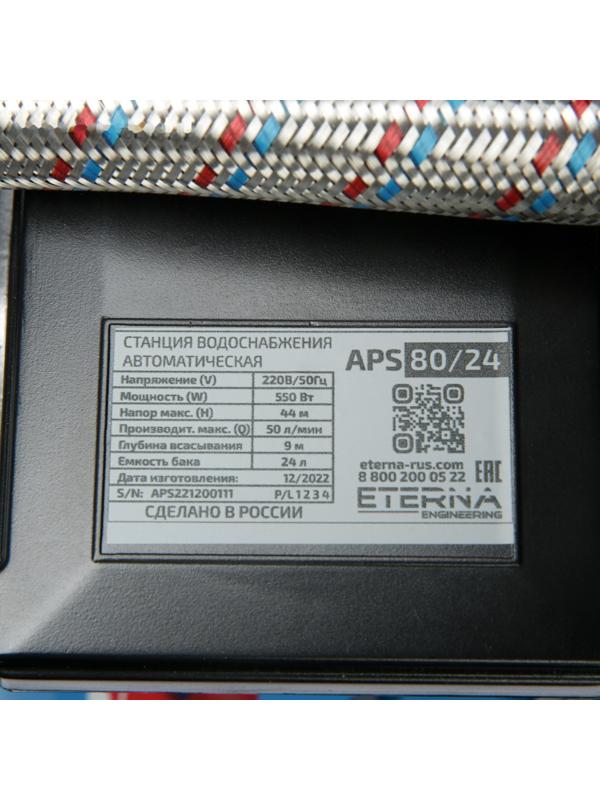 СТАНЦИЯ ВОДОСНАБЖЕНИЯ
АВТОМАТИЧЕСКАЯ
APS 80/24
Напряжение (V) 220В/50Гц
Мощность (W) 550 Вт
Напор макс. (H) 44 м
Производит. макс. (Q) 50 л/мин
Глубина всасывания 9 м
Емкость бака 24 л
Дата изготовления: 12/2022
S/N: APS221200111 P/L 1 2 3 4
СДЕЛАНО В РОССИИ
eterna-rus.com
8 800 200 05 22
EAC
ETERNA
ENGINEERING